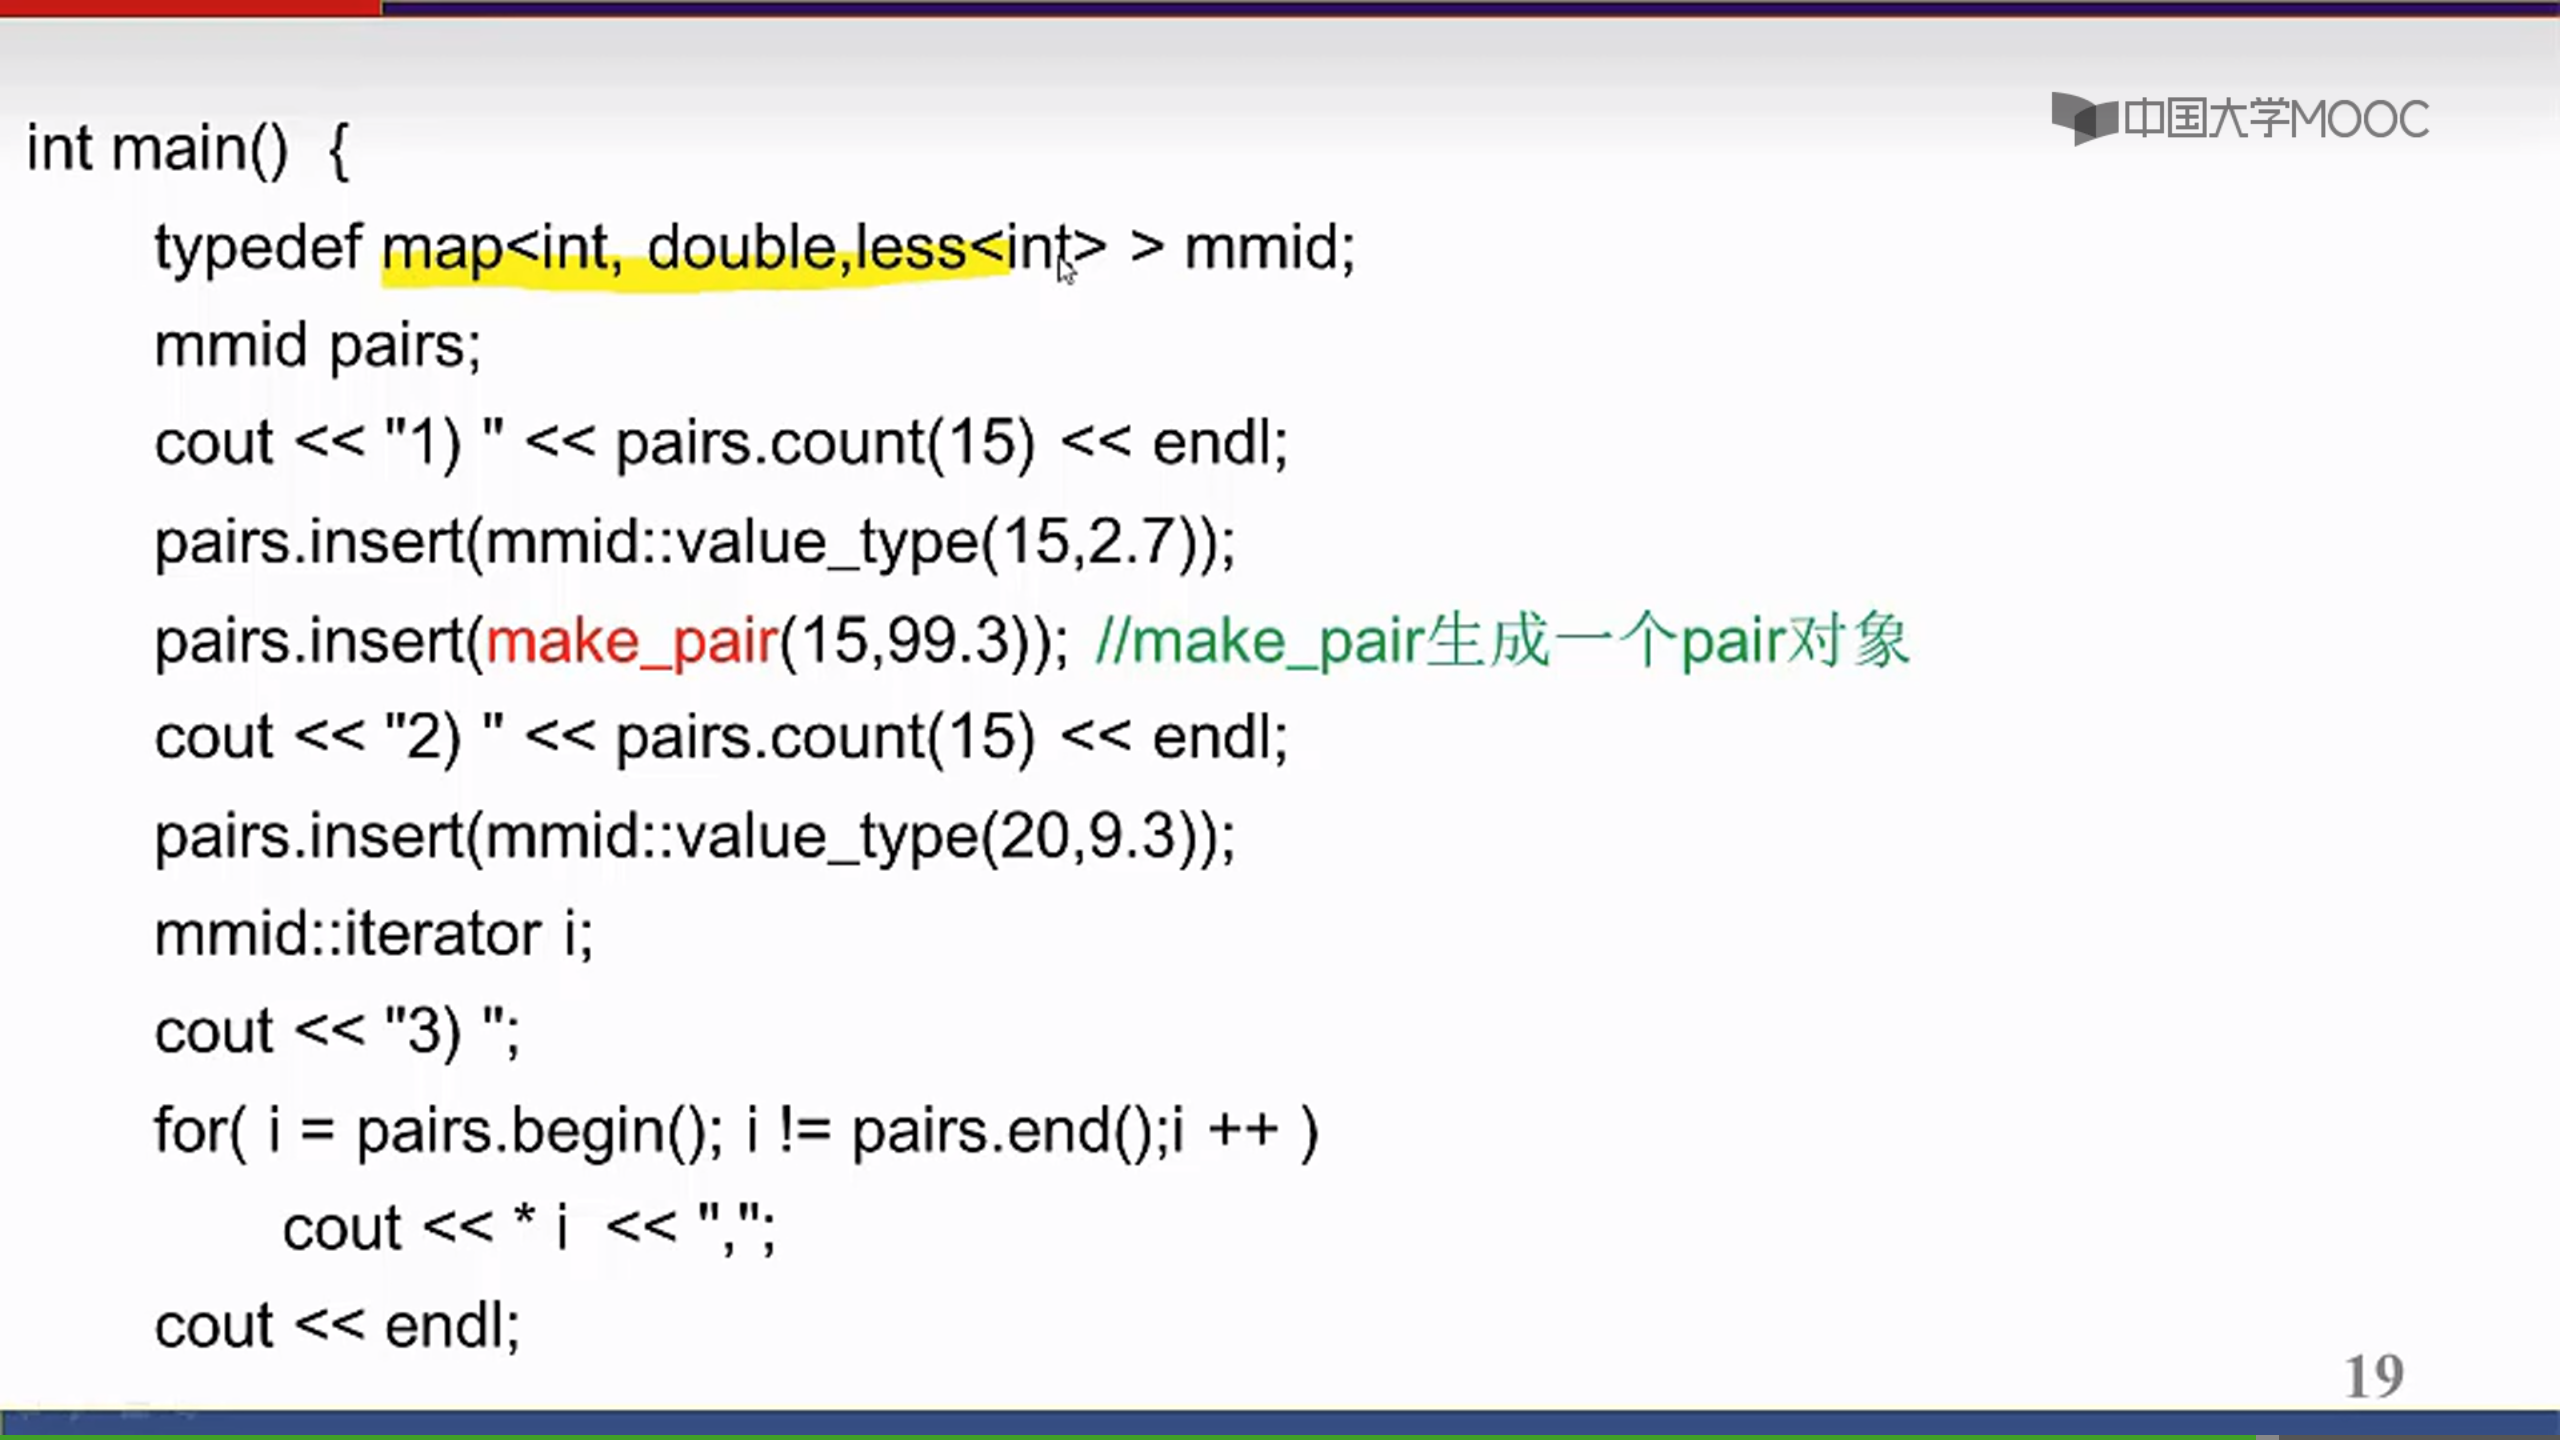 中国大学MOOC
int main() {
typedef map<int, double,less<int> > mmid;
mmid pairs;
cout << "1) " << pairs.count(15) << endl;
pairs.insert(mmid::value_type(15,2.7));
pairs.insert(make_pair(15,99.3)); //make_pair生成一个pair对象
cout << "2) " << pairs.count(15) << endl;
pairs.insert(mmid::value_type(20,9.3));
mmid::iterator i;
cout << "3) ";
for( i = pairs.begin(); i != pairs.end();i ++ )
cout << * i << ",";
cout << endl;
19